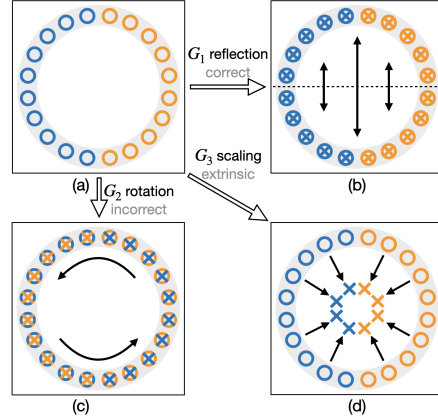 G₁ reflection
correct
G₃ scaling
extrinsic
(a)
(b)
G₂ rotation
incorrect
(c)
(d)